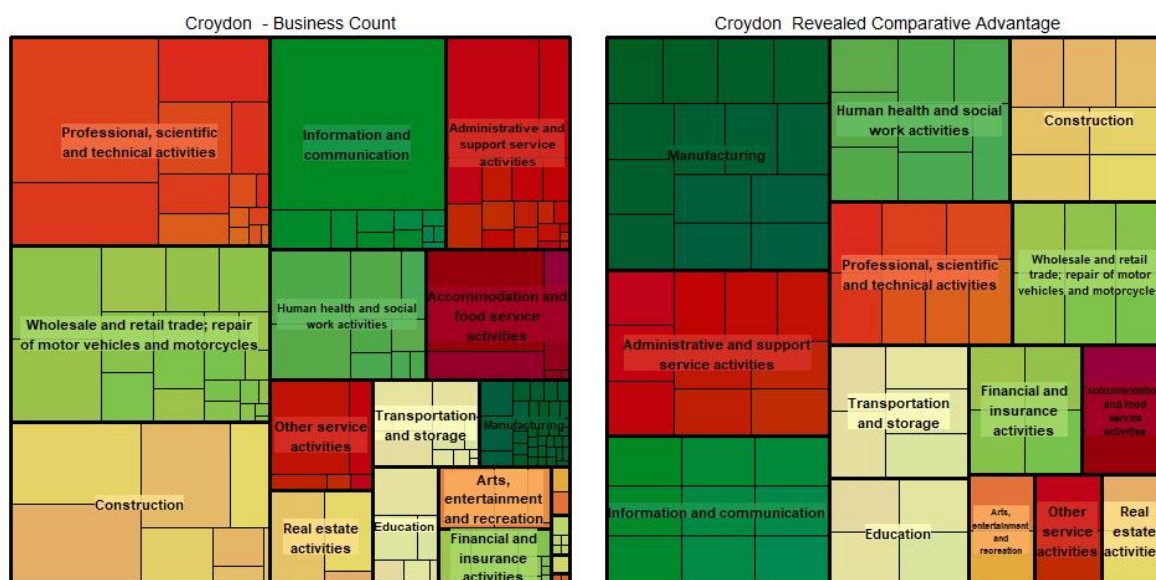 Croydon - Business Count
Professional, scientific
and technical activities
Information and
communication
Administrative and
support service
activities
Wholesale and retail trade; repair
of motor vehicles and motorcycles
Human health and social
work activities
Accommodation and
food service
activities
Construction
Other service
activities
Transportation
and storage
Manufacturing
Real estate
activities
Education
Arts,
entertainment
and recreation
Financial and
insurance
activities
Croydon Revealed Comparative Advantage
Manufacturing
Human health and social
work activities
Construction
Professional, scientific
and technical activities
Wholesale and retail
trade; repair of motor
vehicles and motorcycle
Administrative and support
service activities
Transportation
and storage
Financial and
insurance
activities
Accommodation
and food
service
activities
Information and communication
Education
Arts,
entertainment
and
recreation
Other
service
activities
Real
estate
activitie